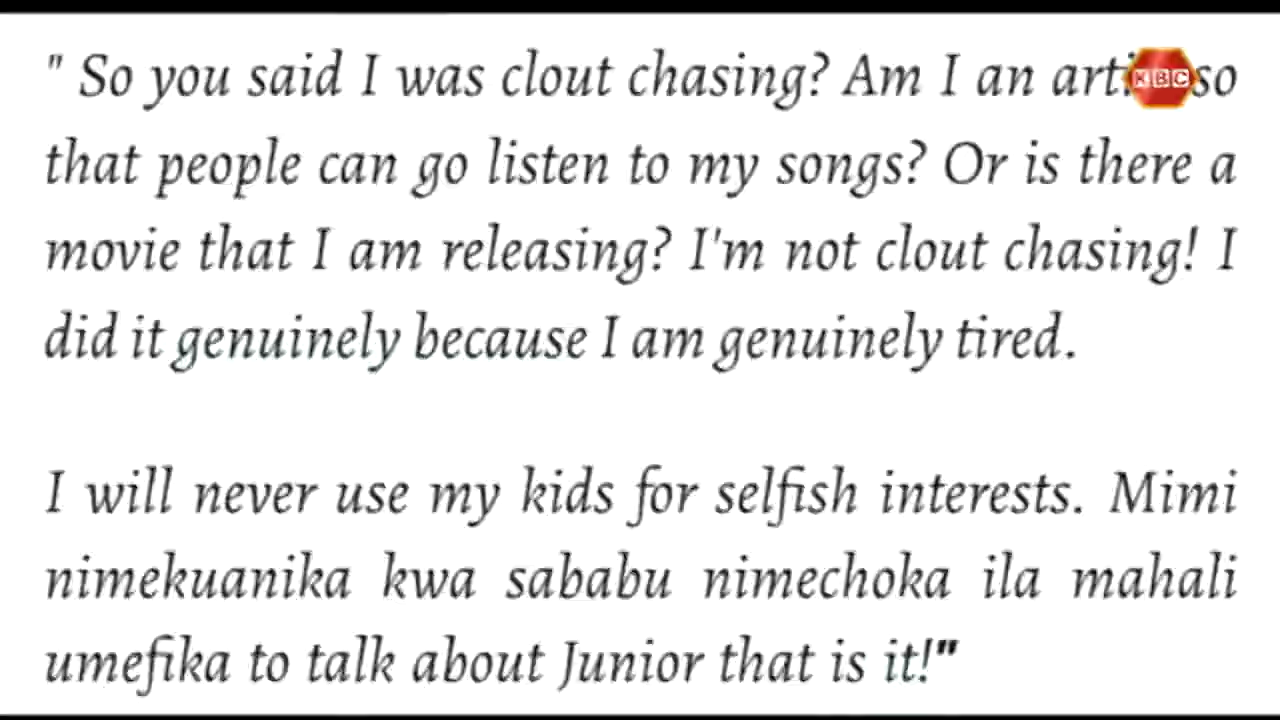 " So you said I was clout chasing? Am I an so
KBC
that people can go listen to my songs? Or is there a
movie that I am releasing? I'm not clout chasing! I
did it genuinely because I am genuinely tired.
I will never use my kids for selfish interests. Mimi
nimekuanika kwa sababu nimechoka ila mahali
umefika to talk about Junior that is it!"